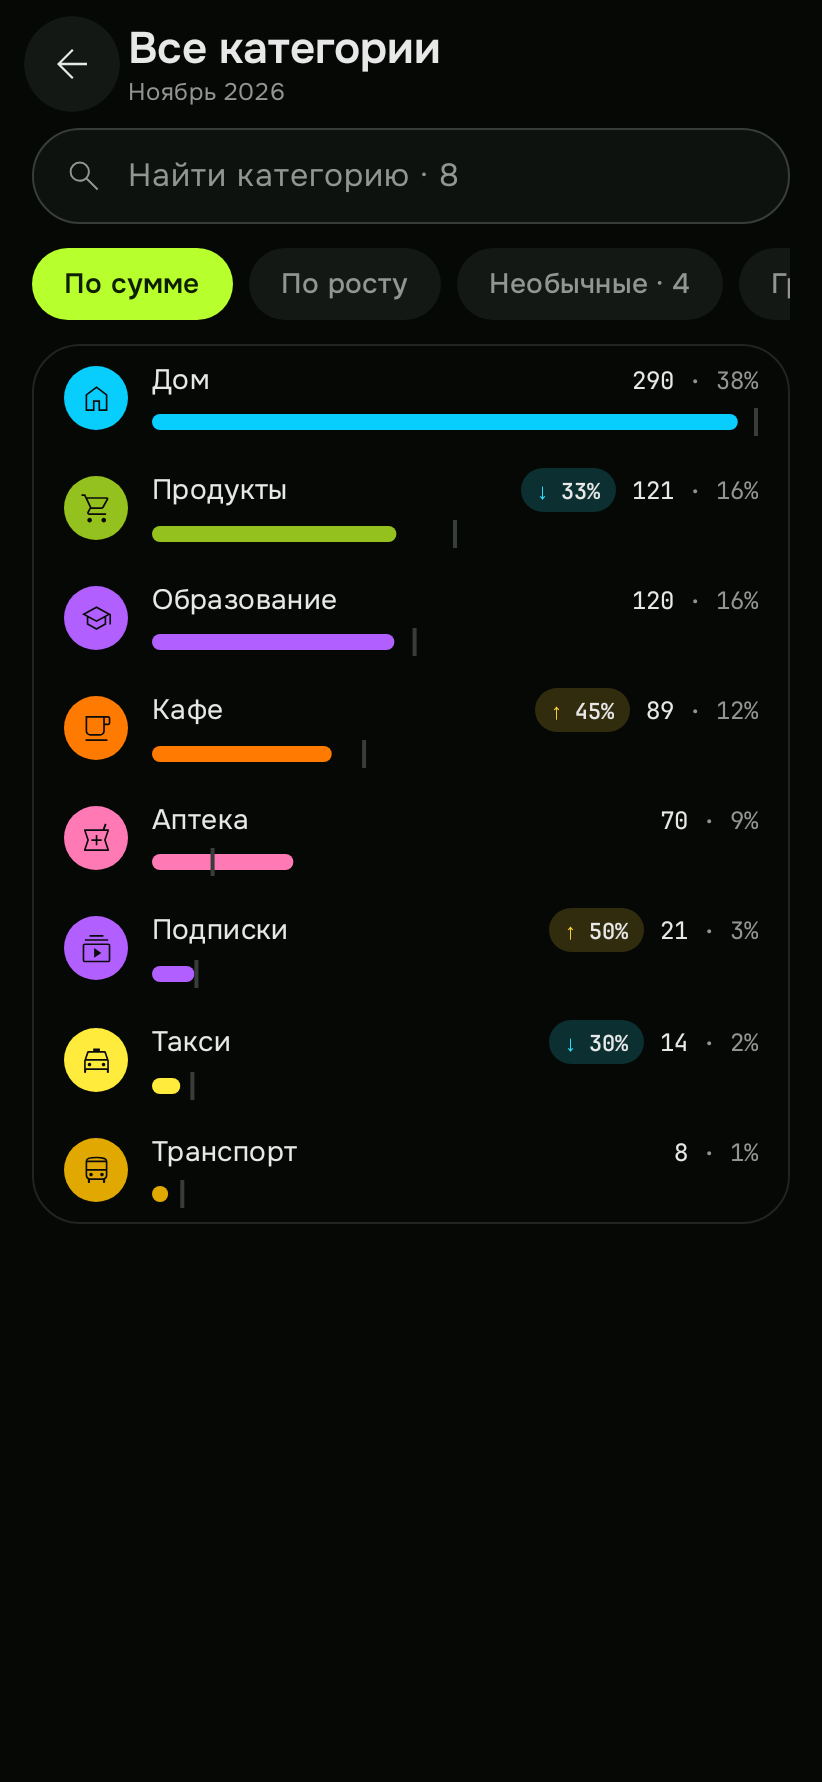 Все категории
Ноябрь 2026
Найти категорию · 8
По сумме По росту Необычные · 4
Дом 290 · 38%
Продукты ↓ 33% 121 · 16%
Образование 120 · 16%
Кафе ↑ 45% 89 · 12%
Аптека 70 · 9%
Подписки ↑ 50% 21 · 3%
Такси ↓ 30% 14 · 2%
Транспорт 8 · 1%